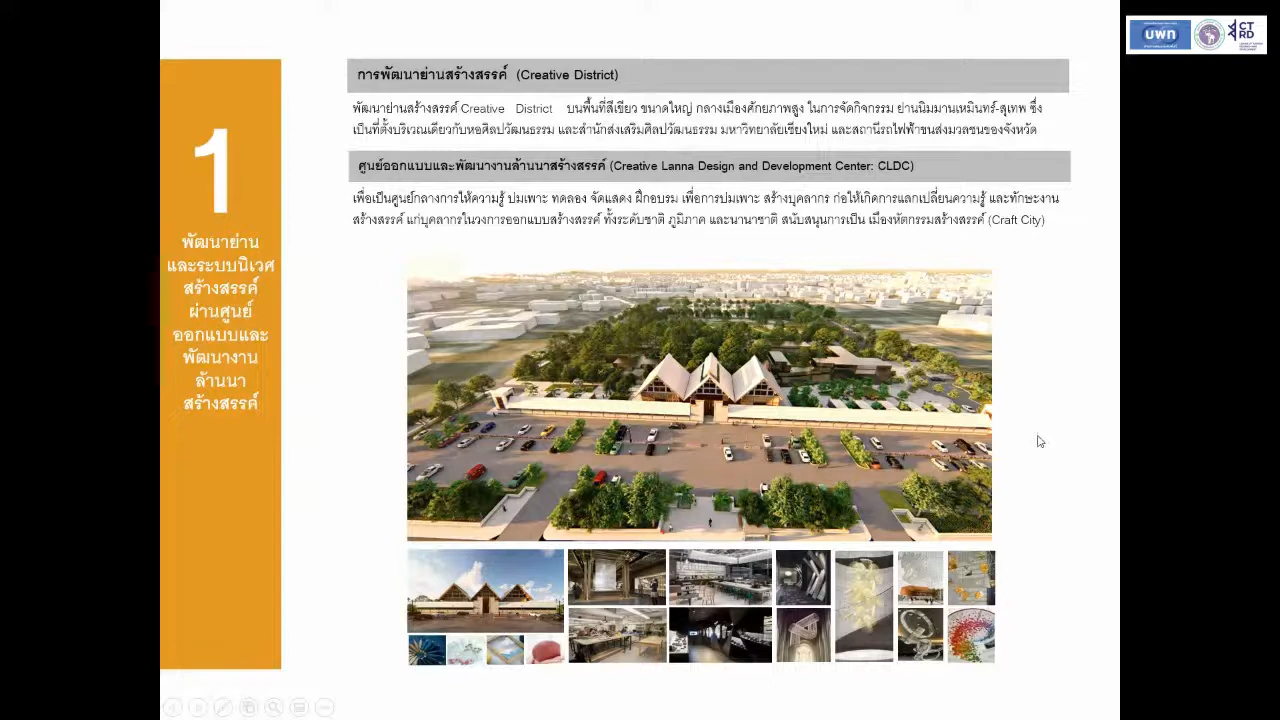 การพัฒนาย่านสร้างสรรค์ (Creative District)
พัฒนาย่านสร้างสรรค์ Creative District บนพื้นที่สีเขียว ขนาดใหญ่ กลางเมืองศักยภาพสูง ในการจัดกิจกรรม ย่านนิมมานเหมินทร์-สุเทพ ซึ่ง
เป็นที่ตั้งบริเวณเดียวกับหอศิลปวัฒนธรรม และสำนักส่งเสริมศิลปวัฒนธรรม มหาวิทยาลัยเชียงใหม่ และสถานีรถไฟฟ้าขนส่งมวลชนของจังหวัด
ศูนย์ออกแบบและพัฒนางานล้านนาสร้างสรรค์ (Creative Lanna Design and Development Center: CLDC)
เพื่อเป็นศูนย์กลางการให้ความรู้ บ่มเพาะ ทดลอง จัดแสดง ฝึกอบรม เพื่อการบ่มเพาะ สร้างบุคลากร ก่อให้เกิดการแลกเปลี่ยนความรู้ และทักษะงาน
สร้างสรรค์ แก่บุคลากรในวงการออกแบบสร้างสรรค์ ทั้งระดับชาติ ภูมิภาค และนานาชาติ สนับสนุนการเป็น เมืองหัตกรรมสร้างสรรค์ (Craft City)
1
พัฒนาย่าน
และระบบนิเวศ
สร้างสรรค์
ผ่านศูนย์
ออกแบบและ
พัฒนางาน
ล้านนา
สร้างสรรค์
บพท
CT
RD